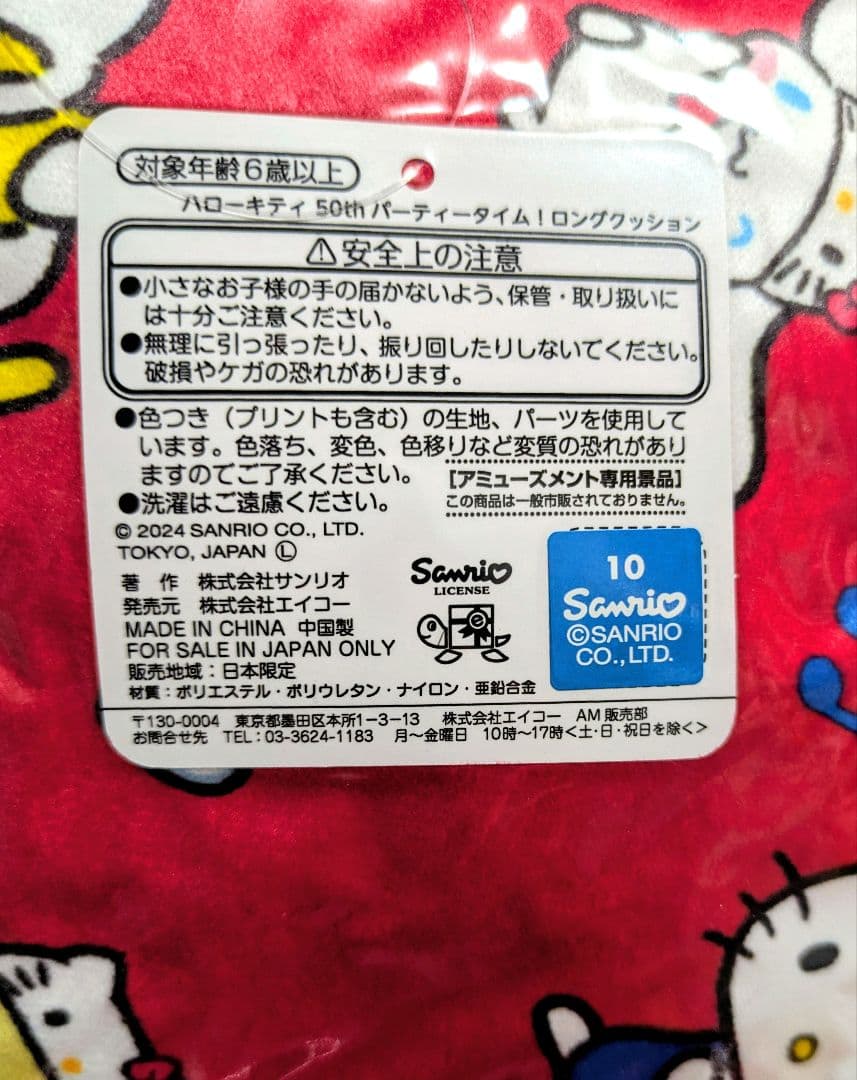 対象年齢6歳以上
ハローキティ 50th パーティータイム！ロングクッション
⚠安全上の注意
●小さなお子様の手の届かないよう、保管・取り扱いに
は十分ご注意ください。
●無理に引っ張ったり、振り回したりしないでください。
破損やケガの恐れがあります。
●色つき（プリントも含む）の生地、パーツを使用して
います。色落ち、変色、色移りなど変質の恐れがあり
ますのでご了承ください。
●洗濯はご遠慮ください。
［アミューズメント専用景品］
この商品は一般市販されておりません。
© 2024 SANRIO CO., LTD.
TOKYO, JAPAN Ⓛ
著 作 株式会社サンリオ
発売元 株式会社エイコー
MADE IN CHINA 中国製
FOR SALE IN JAPAN ONLY
販売地域：日本限定
材質：ポリエステル・ポリウレタン・ナイロン・亜鉛合金
Sanrio
LICENSE
e
10
Sanrio
©SANRIO
CO.,LTD.
〒130-0004 東京都墨田区本所1-3-13 株式会社エイコー AM販売部
お問合せ先 TEL：03-3624-1183 月〜金曜日 10時〜17時＜土・日・祝日を除く＞